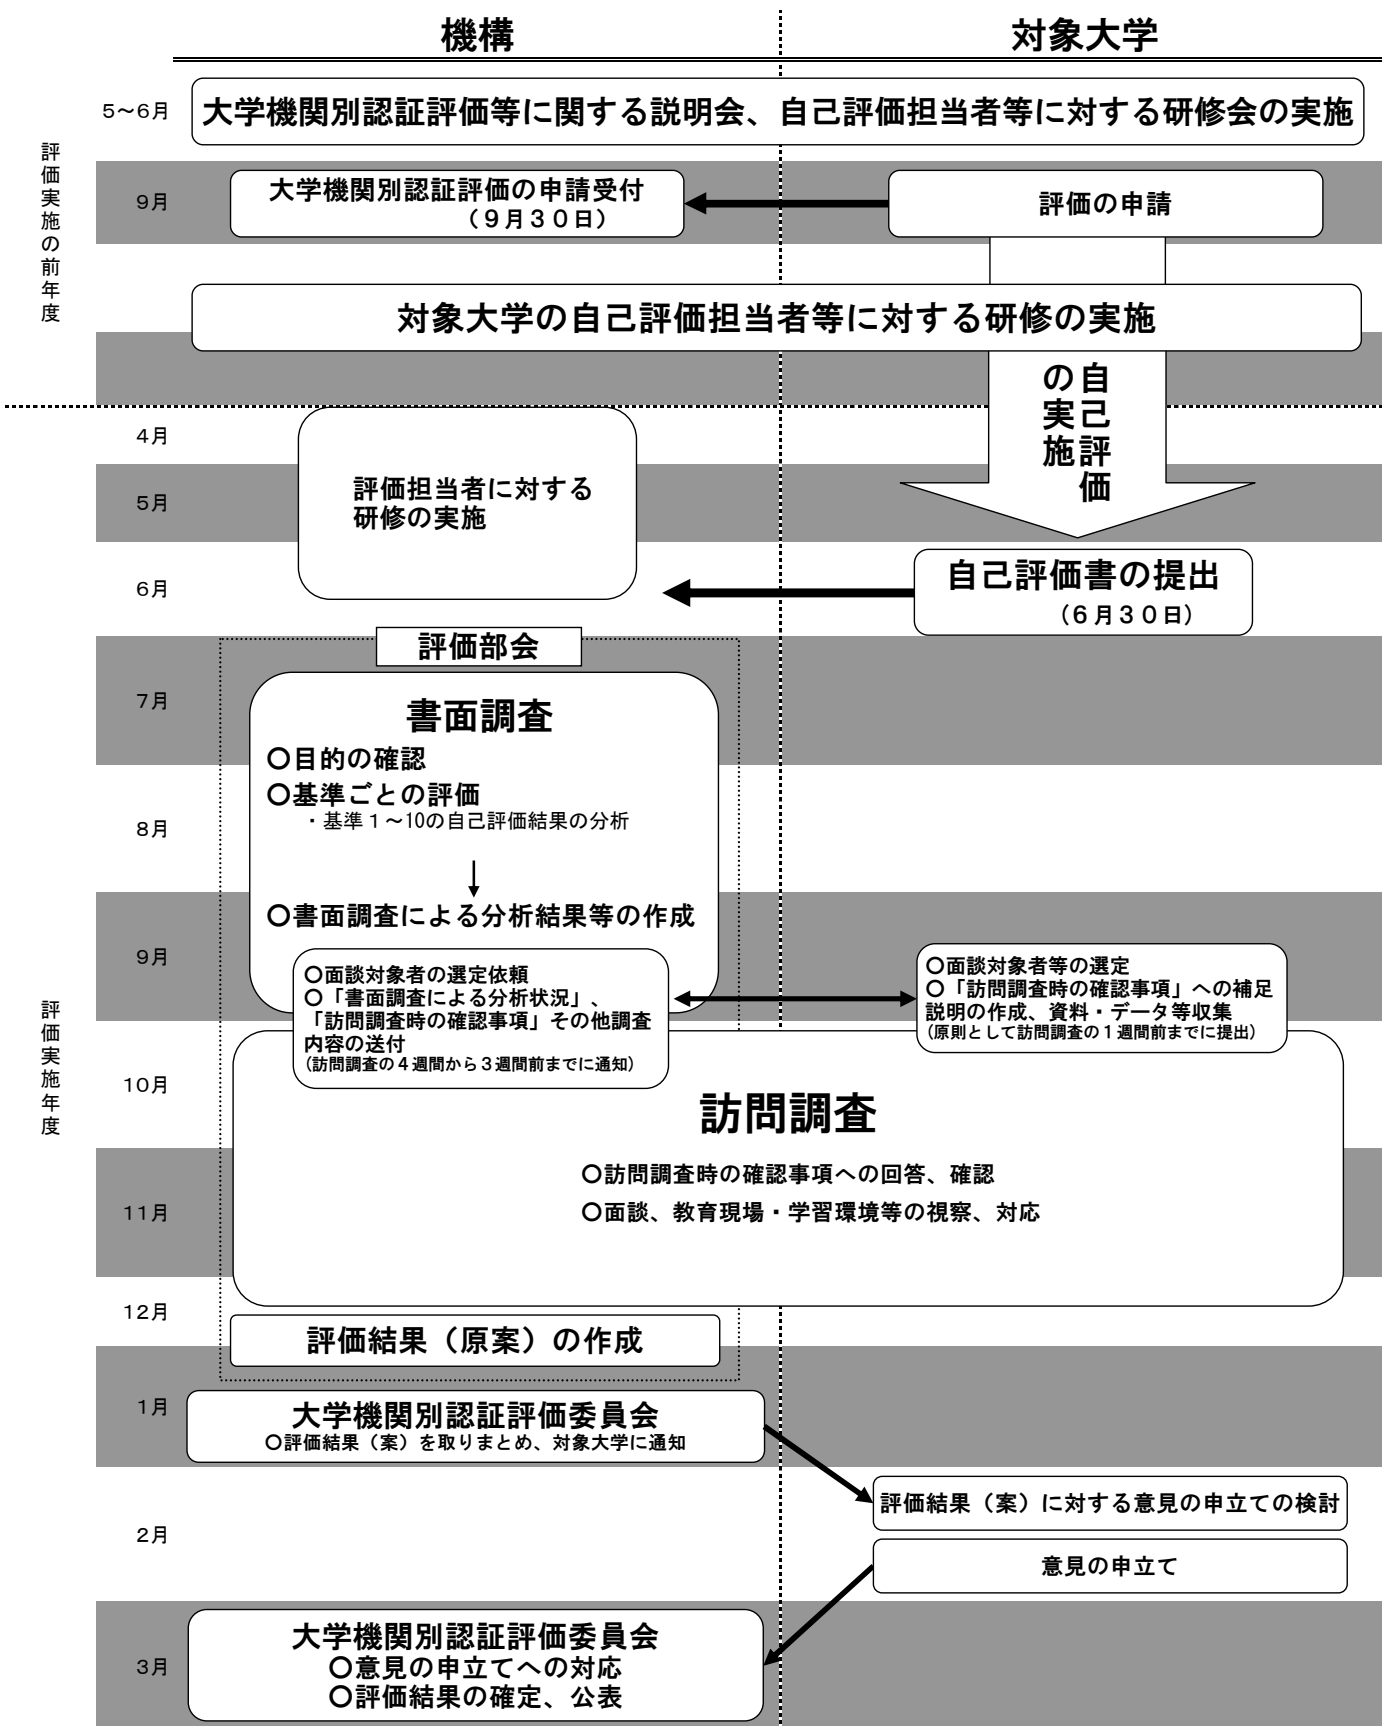 機構
対象大学
5～6月
大学機関別認証評価等に関する説明会、自己評価担当者等に対する研修会の実施
評価実施の前年度
9月
大学機関別認証評価の申請受付
（９月３０日）
評価の申請
対象大学の自己評価担当者等に対する研修の実施
自己評価
の実施
4月
評価担当者に対する
研修の実施
5月
6月
自己評価書の提出
（６月３０日）
評価部会
7月
書面調査
〇目的の確認
〇基準ごとの評価
・基準１～10の自己評価結果の分析
8月
〇書面調査による分析結果等の作成
9月
〇面談対象者の選定依頼
〇「書面調査による分析状況」、
「訪問調査時の確認事項」その他調査
内容の送付
（訪問調査の４週間から３週間前までに通知）
〇面談対象者等の選定
〇「訪問調査時の確認事項」への補足
説明の作成、資料・データ等収集
（原則として訪問調査の１週間前までに提出）
評価実施年度
10月
訪問調査
〇訪問調査時の確認事項への回答、確認
11月
〇面談、教育現場・学習環境等の視察、対応
12月
評価結果（原案）の作成
1月
大学機関別認証評価委員会
〇評価結果（案）を取りまとめ、対象大学に通知
評価結果（案）に対する意見の申立ての検討
2月
意見の申立て
3月
大学機関別認証評価委員会
〇意見の申立てへの対応
〇評価結果の確定、公表